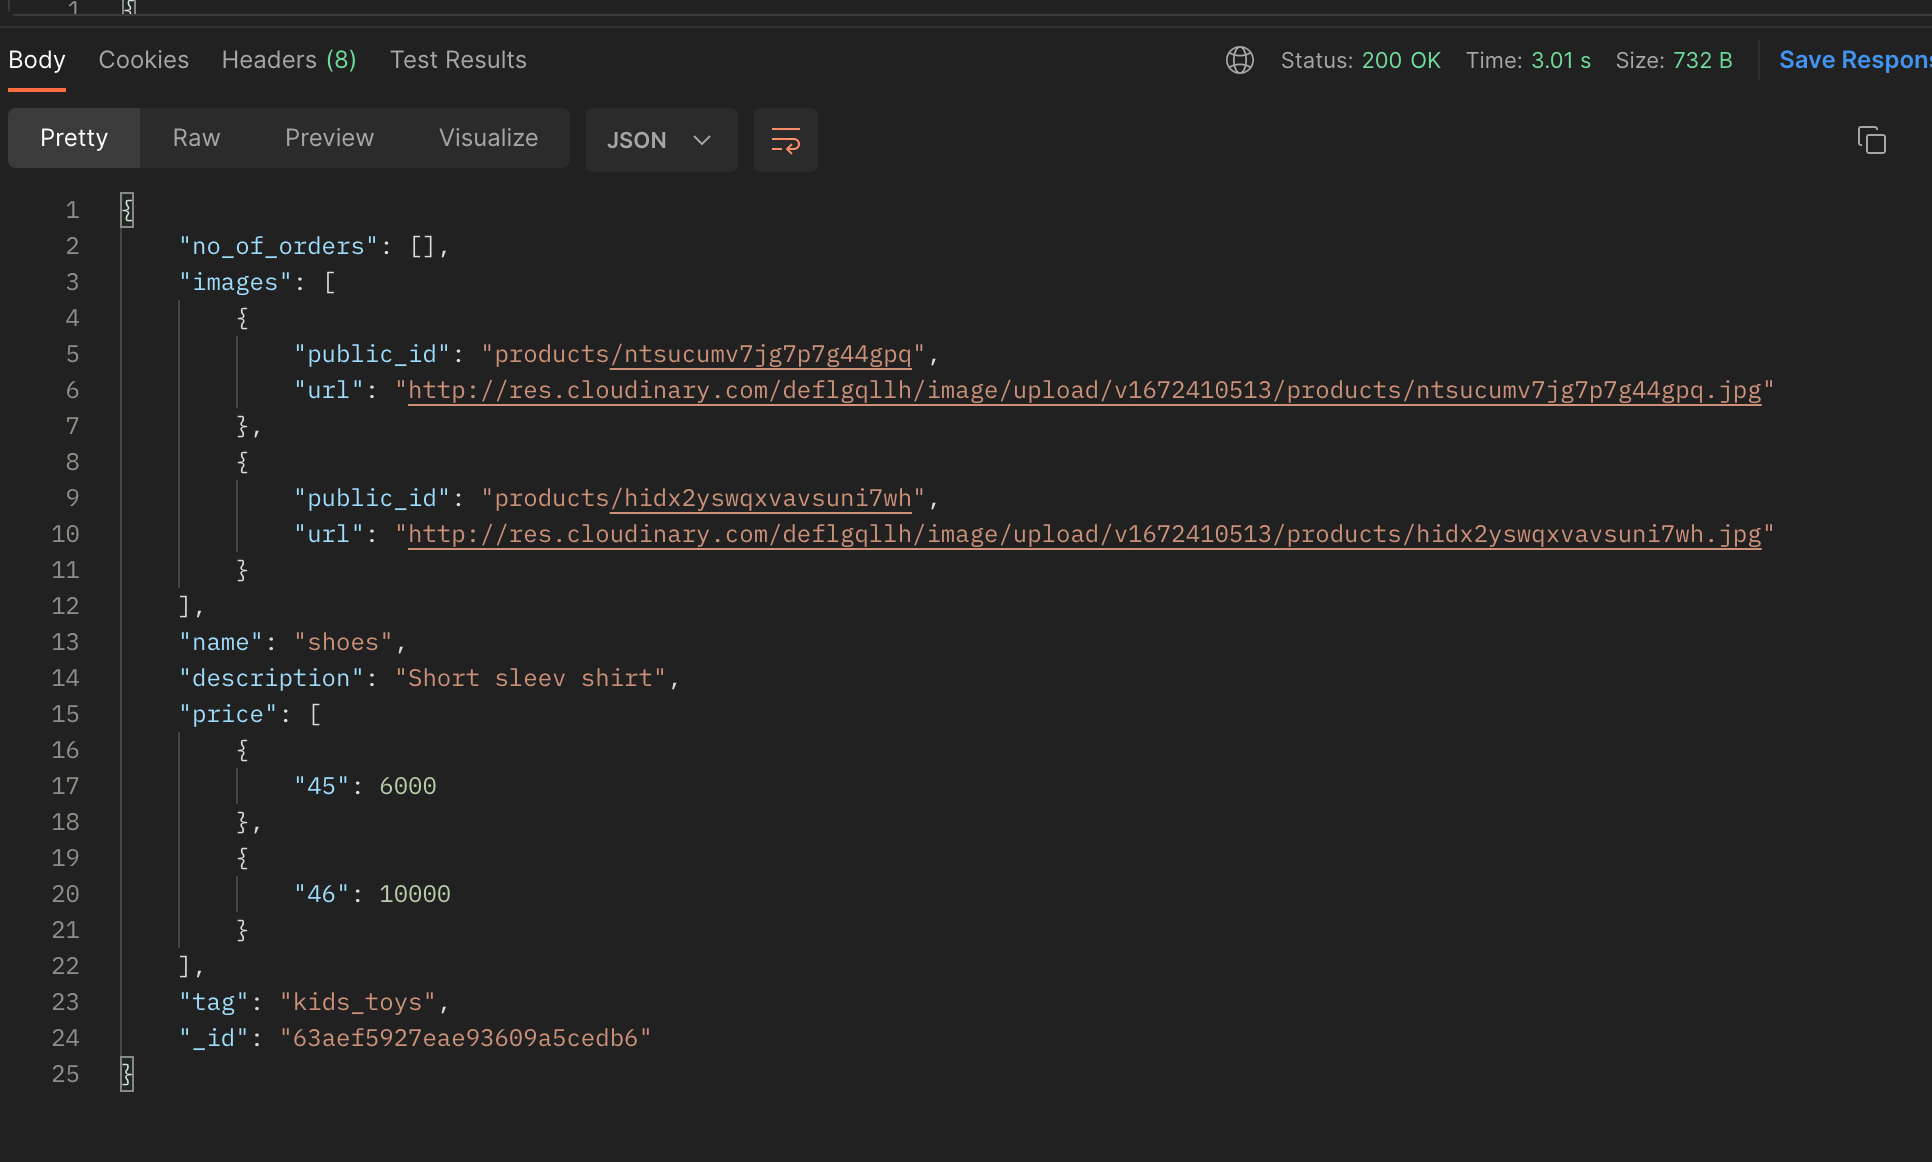 1 {
Body Cookies Headers (8) Test Results Status: 200 OK Time: 3.01 s Size: 732 B Save Respons
Pretty Raw Preview Visualize JSON
1 {
2 "no_of_orders": [],
3 "images": [
4 {
5 "public_id": "products/ntsucumv7jg7p7g44gpq",
6 "url": "http://res.cloudinary.com/deflgqllh/image/upload/v1672410513/products/ntsucumv7jg7p7g44gpq.jpg"
7 },
8 {
9 "public_id": "products/hidx2yswqxvavsuni7wh",
10 "url": "http://res.cloudinary.com/deflgqllh/image/upload/v1672410513/products/hidx2yswqxvavsuni7wh.jpg"
11 }
12 ],
13 "name": "shoes",
14 "description": "Short sleev shirt",
15 "price": [
16 {
17 "45": 6000
18 },
19 {
20 "46": 10000
21 }
22 ],
23 "tag": "kids_toys",
24 "_id": "63aef5927eae93609a5cedb6"
25 }